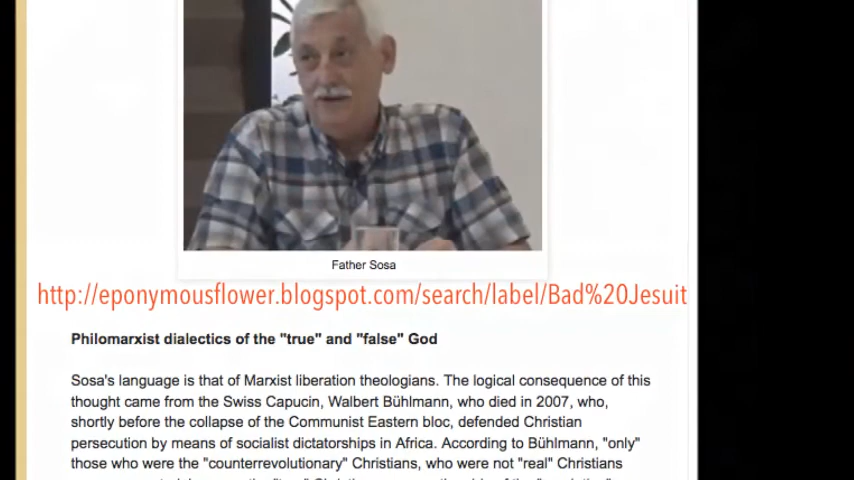 Father Sosa
http://eponymousflower.blogspot.com/search/label/Bad%20Jesuit
Philomarxist dialectics of the "true" and "false" God
Sosa's language is that of Marxist liberation theologians. The logical consequence of this
thought came from the Swiss Capucin, Walbert Bühlmann, who died in 2007, who,
shortly before the collapse of the Communist Eastern bloc, defended Christian
persecution by means of socialist dictatorships in Africa. According to Bühlmann, "only"
those who were the "counterrevolutionary" Christians, who were not "real" Christians